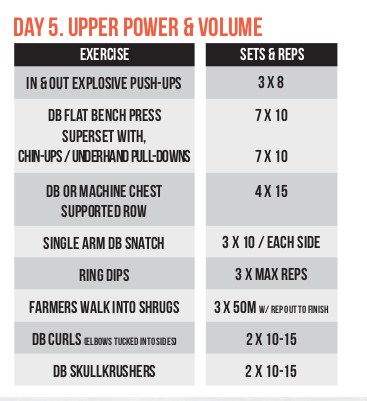 DAY 5. UPPER POWER & VOLUME
EXERCISE SETS & REPS
IN & OUT EXPLOSIVE PUSH-UPS 3 X 8
DB FLAT BENCH PRESS 7 X 10
SUPERSET WITH,
CHIN-UPS / UNDERHAND PULL-DOWNS 7 X 10
DB OR MACHINE CHEST 4 X 15
SUPPORTED ROW
SINGLE ARM DB SNATCH 3 X 10 / EACH SIDE
RING DIPS 3 X MAX REPS
FARMERS WALK INTO SHRUGS 3 X 50M W/ REP OUT TO FINISH
DB CURLS (ELBOWS TUCKED INTO SIDES) 2 X 10-15
DB SKULLKRUSHERS 2 X 10-15